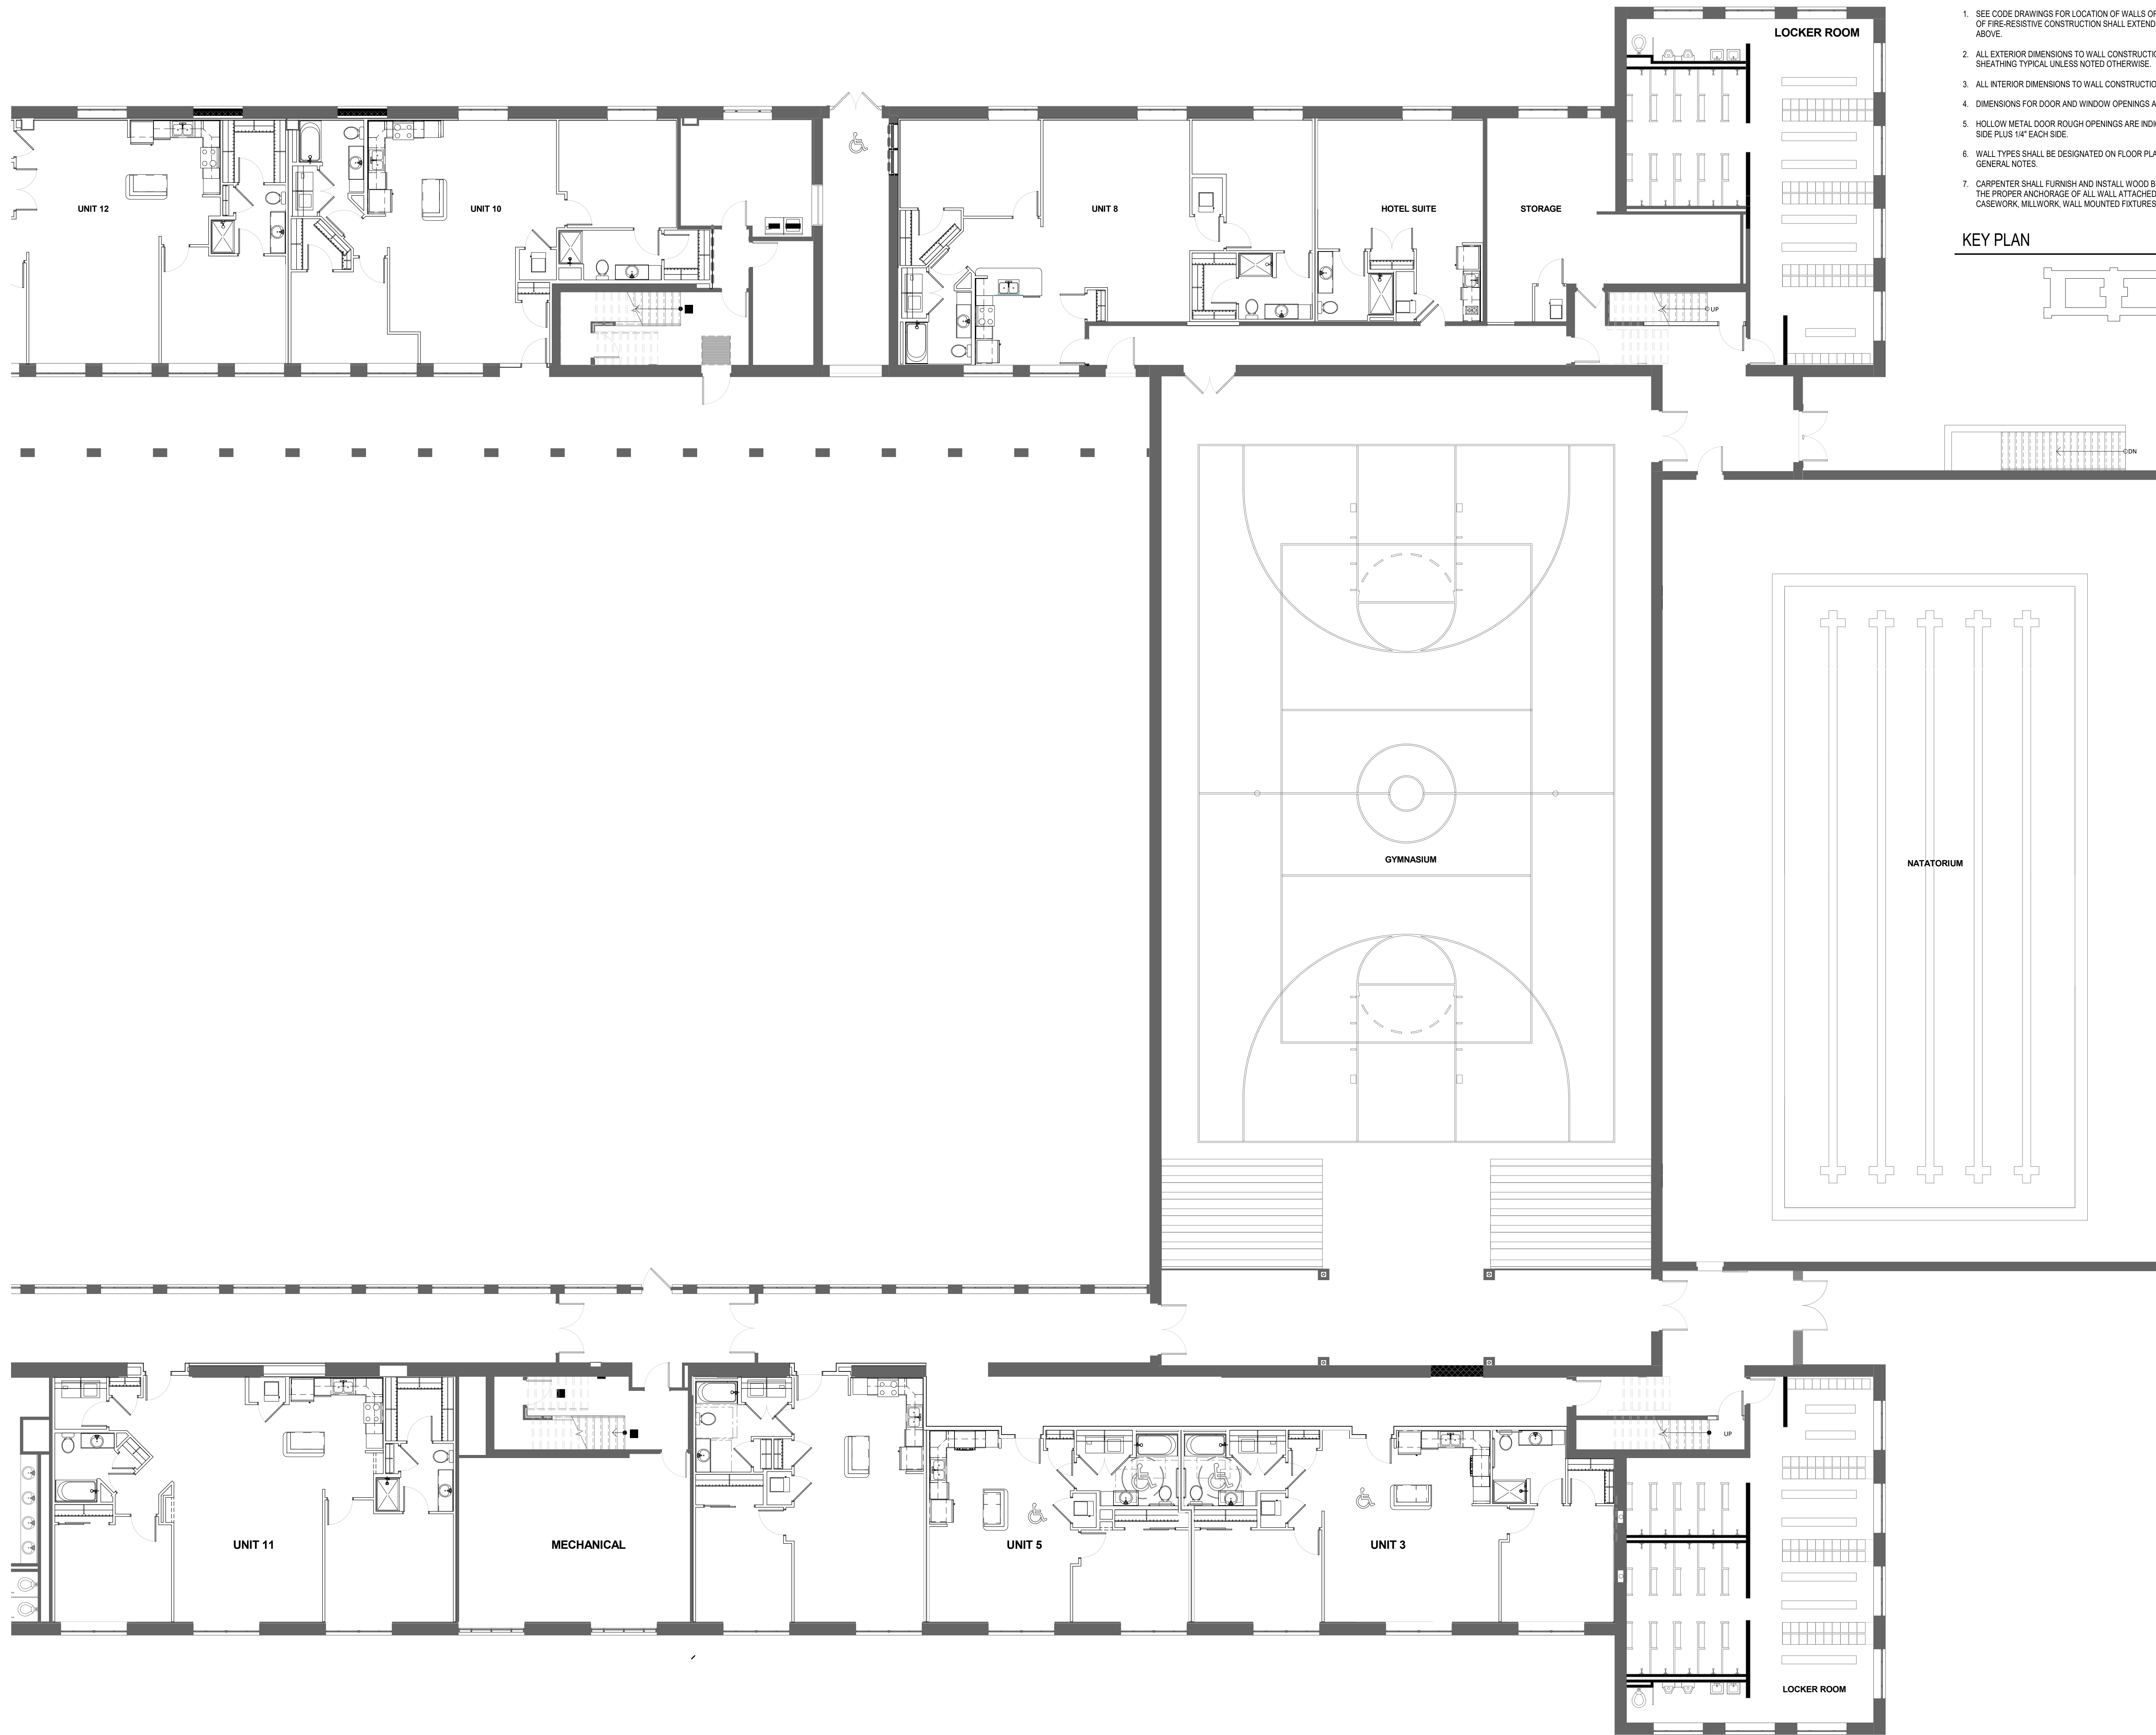 1. SEE CODE DRAWINGS FOR LOCATION OF WALLS OF
OF FIRE-RESISTIVE CONSTRUCTION SHALL EXTEND
ABOVE.
2. ALL EXTERIOR DIMENSIONS TO WALL CONSTRUCTIO
SHEATHING TYPICAL UNLESS NOTED OTHERWISE.
3. ALL INTERIOR DIMENSIONS TO WALL CONSTRUCTIO
4. DIMENSIONS FOR DOOR AND WINDOW OPENINGS A
5. HOLLOW METAL DOOR ROUGH OPENINGS ARE INDI
SIDE PLUS 1/4" EACH SIDE.
6. WALL TYPES SHALL BE DESIGNATED ON FLOOR PLA
GENERAL NOTES.
7. CARPENTER SHALL FURNISH AND INSTALL WOOD B
THE PROPER ANCHORAGE OF ALL WALL ATTACHED
CASEWORK, MILLWORK, WALL MOUNTED FIXTURES
KEY PLAN
LOCKER ROOM
UNIT 12
UNIT 10
UNIT 8
HOTEL SUITE
STORAGE
UP
DN
GYMNASIUM
NATATORIUM
UP
UNIT 11
MECHANICAL
UNIT 5
UNIT 3
LOCKER ROOM